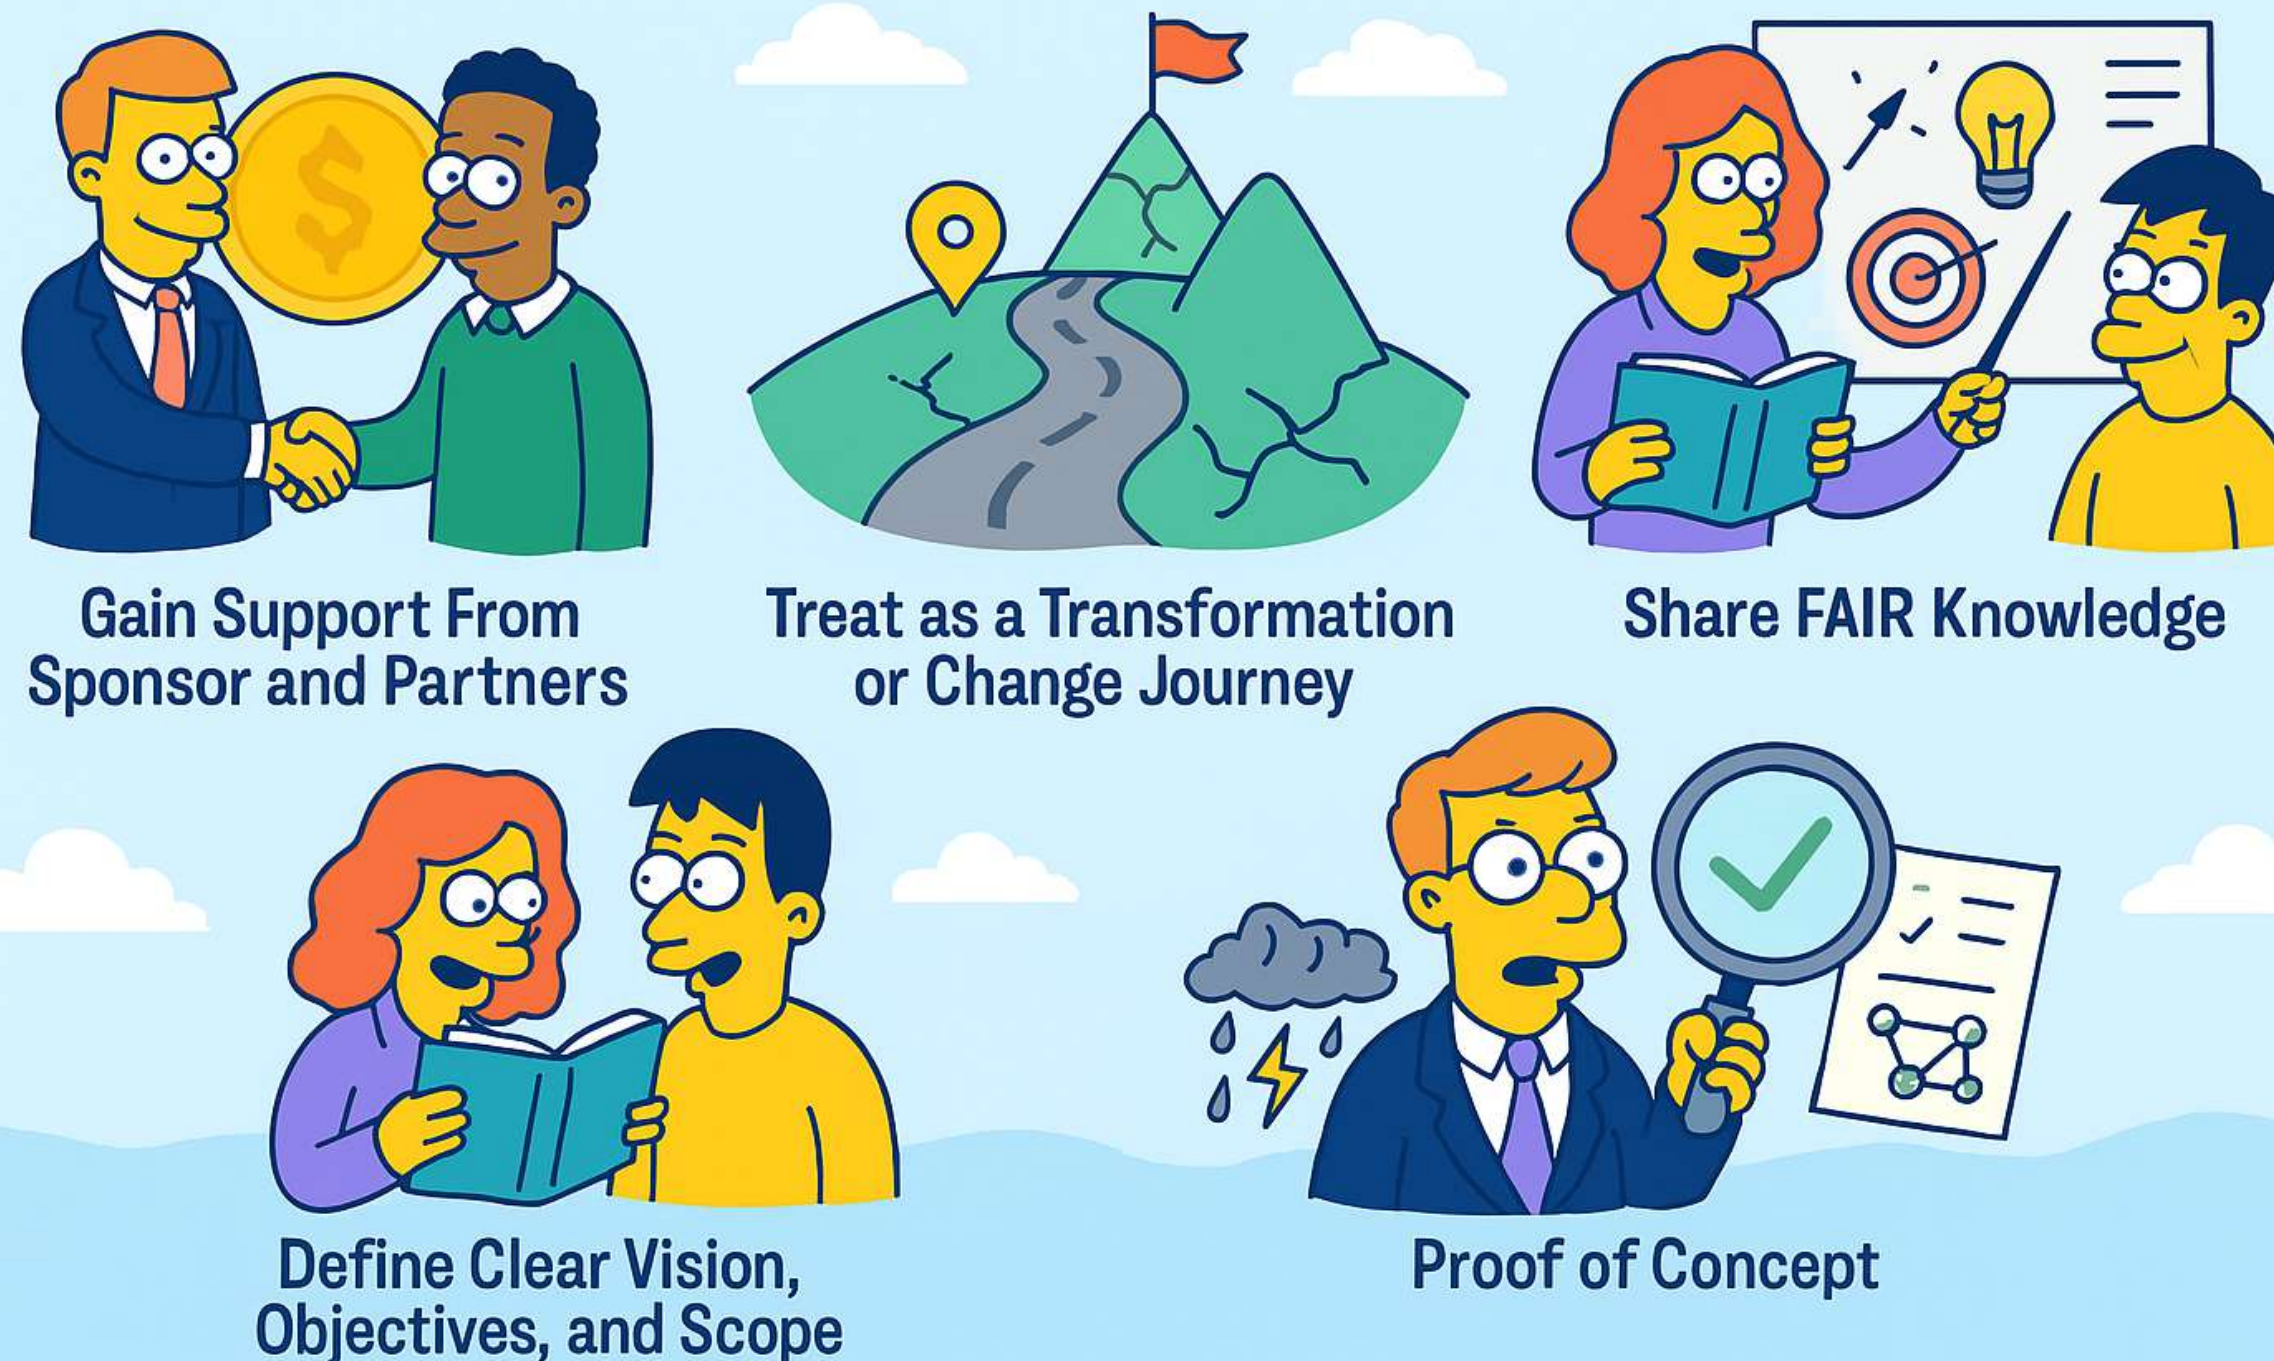 Gain Support From
Sponsor and Partners
Treat as a Transformation
or Change Journey
Share FAIR Knowledge
Define Clear Vision,
Objectives, and Scope
Proof of Concept